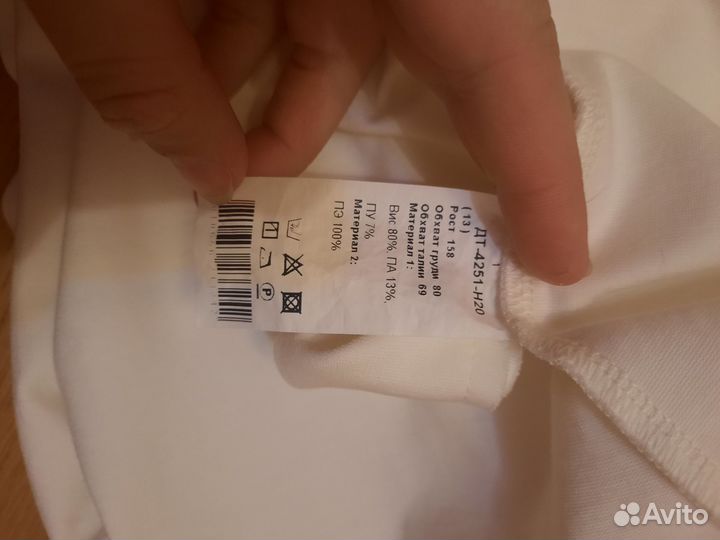 ДТ-4251-Н20
(13)
Рост 158
Обхват груди 80
Обхват талии 69
Материал 1:
Вис 80%, ПА 13%,
ПУ 7%
Материал 2:
ПЭ 100%
P
Avito